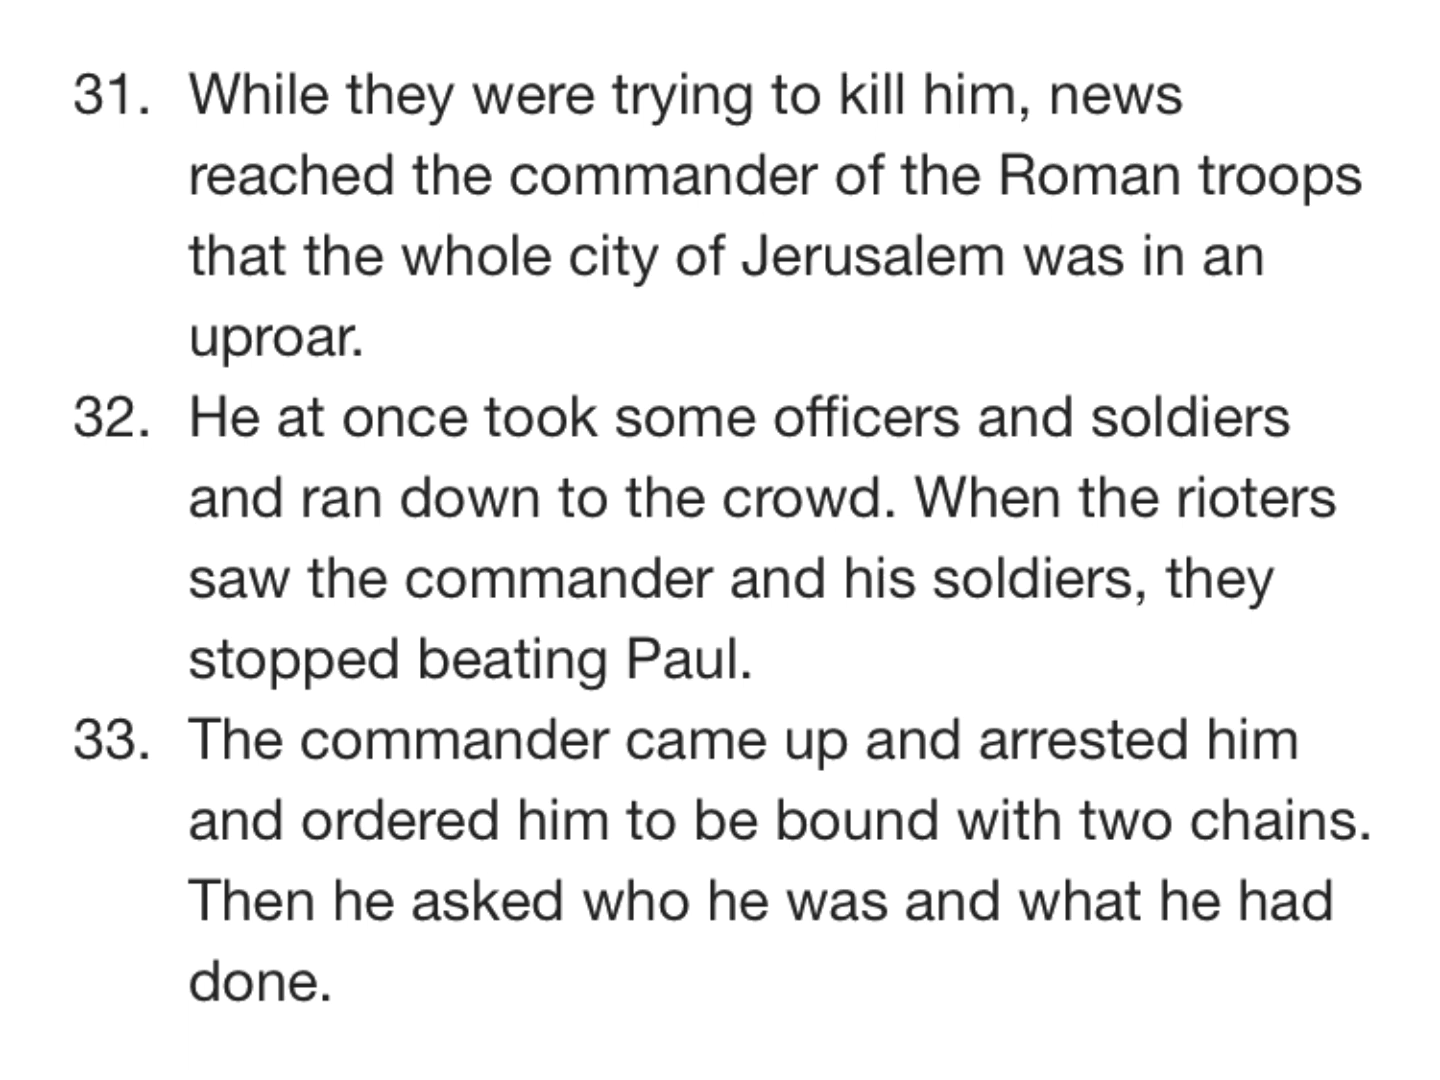 31. While they were trying to kill him, news
reached the commander of the Roman troops
that the whole city of Jerusalem was in an
uproar.
32. He at once took some officers and soldiers
and ran down to the crowd. When the rioters
saw the commander and his soldiers, they
stopped beating Paul.
33. The commander came up and arrested him
and ordered him to be bound with two chains.
Then he asked who he was and what he had
done.